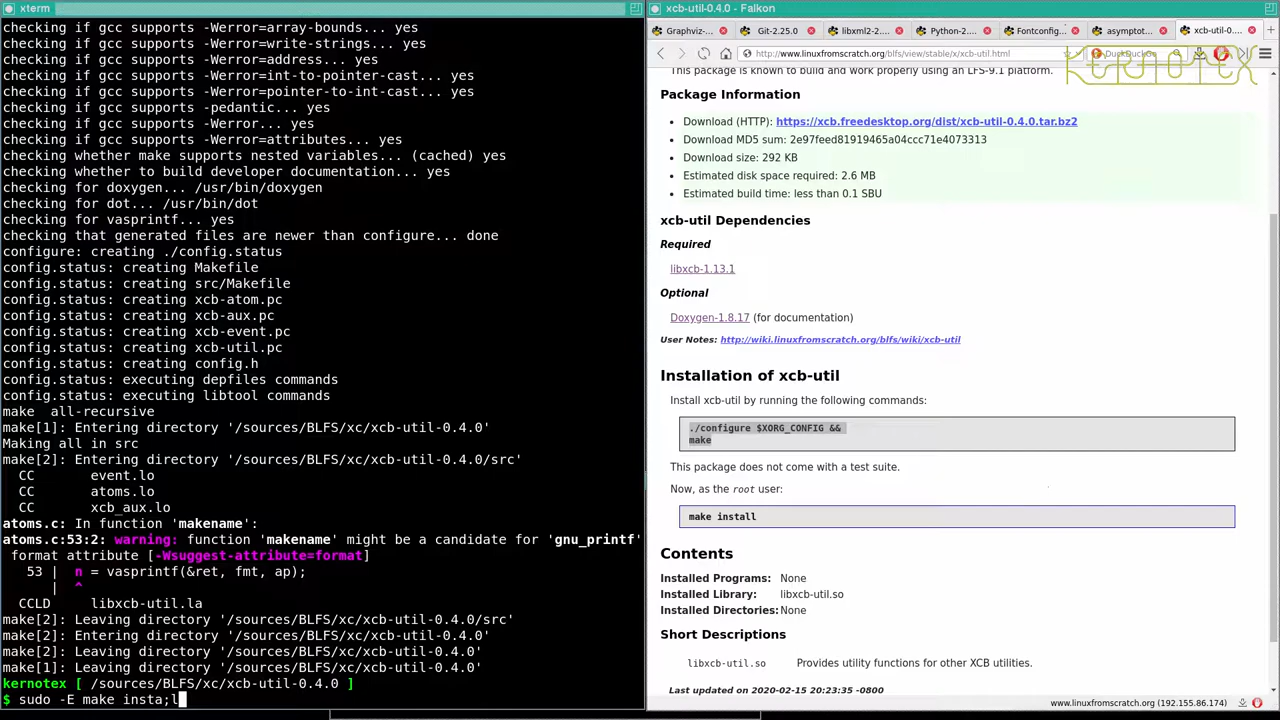 xterm
checking if gcc supports -Werror=array-bounds... yes
checking if gcc supports -Werror=write-strings... yes
checking if gcc supports -Werror=address... yes
checking if gcc supports -Werror=int-to-pointer-cast... yes
checking if gcc supports -Werror=pointer-to-int-cast... yes
checking if gcc supports -pedantic... yes
checking if gcc supports -Werror... yes
checking if gcc supports -Werror=attributes... yes
checking whether make supports nested variables... (cached) yes
checking whether to build developer documentation... yes
checking for doxygen... /usr/bin/doxygen
checking for dot... /usr/bin/dot
checking for vasprintf... yes
checking that generated files are newer than configure... done
configure: creating ./config.status
config.status: creating Makefile
config.status: creating src/Makefile
config.status: creating xcb-atom.pc
config.status: creating xcb-aux.pc
config.status: creating xcb-event.pc
config.status: creating xcb-util.pc
config.status: creating config.h
config.status: executing depfiles commands
config.status: executing libtool commands
make  all-recursive
make[1]: Entering directory '/sources/BLFS/xc/xcb-util-0.4.0'
Making all in src
make[2]: Entering directory '/sources/BLFS/xc/xcb-util-0.4.0/src'
  CC       event.lo
  CC       atoms.lo
  CC       xcb_aux.lo
atoms.c: In function 'makename':
atoms.c:53:2: warning: function 'makename' might be a candidate for 'gnu_printf'
 format attribute [-Wsuggest-attribute=format]
   53 |  n = vasprintf(&ret, fmt, ap);
      |  ^
  CCLD     libxcb-util.la
make[2]: Leaving directory '/sources/BLFS/xc/xcb-util-0.4.0/src'
make[2]: Entering directory '/sources/BLFS/xc/xcb-util-0.4.0'
make[2]: Leaving directory '/sources/BLFS/xc/xcb-util-0.4.0'
make[1]: Leaving directory '/sources/BLFS/xc/xcb-util-0.4.0'
kernotex [ /sources/BLFS/xc/xcb-util-0.4.0 ]
$ sudo -E make insta;l
xcb-util-0.4.0 - Falkon
Graphviz-... Git-2.25.0 libxml2-2.... Python-2.... Fontconfig... asymptot... xcb-util-0....
http://www.linuxfromscratch.org/blfs/view/stable/x/xcb-util.html DuckDuckGo
KERNOTEX
This package is known to build and work properly using an LFS-9.1 platform.
Package Information
• Download (HTTP): https://xcb.freedesktop.org/dist/xcb-util-0.4.0.tar.bz2
• Download MD5 sum: 2e97feed81919465a04ccc71e4073313
• Download size: 292 KB
• Estimated disk space required: 2.6 MB
• Estimated build time: less than 0.1 SBU
xcb-util Dependencies
Required
libxcb-1.13.1
Optional
Doxygen-1.8.17 (for documentation)
User Notes: http://wiki.linuxfromscratch.org/blfs/wiki/xcb-util
Installation of xcb-util
Install xcb-util by running the following commands:
./configure $XORG_CONFIG &&
make
This package does not come with a test suite.
Now, as the root user:
make install
Contents
Installed Programs: None
Installed Library: libxcb-util.so
Installed Directories: None
Short Descriptions
libxcb-util.so Provides utility functions for other XCB utilities.
Last updated on 2020-02-15 20:23:35 -0800
www.linuxfromscratch.org (192.155.86.174)